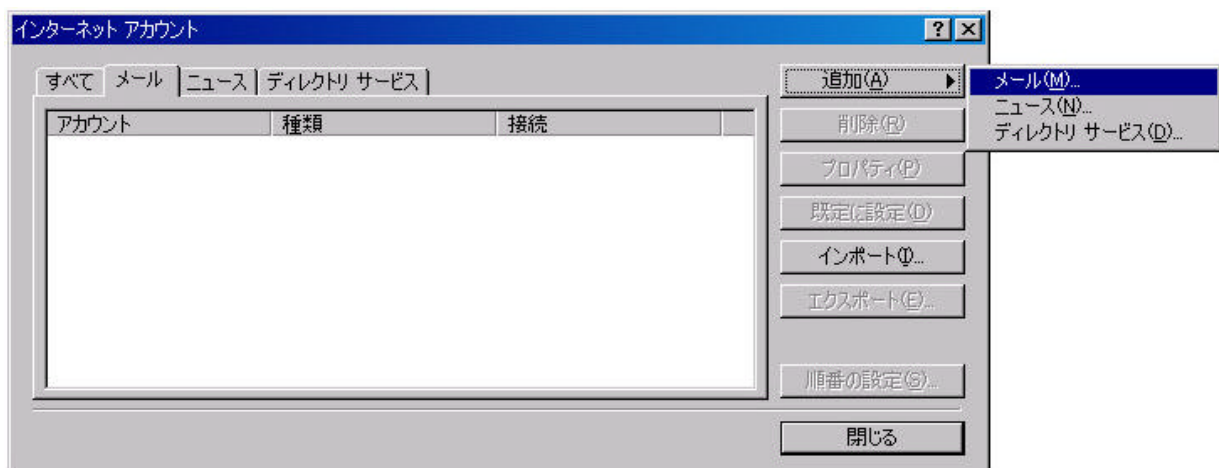 インターネット アカウント
すべて メール ニュース ディレクトリ サービス
アカウント 種類 接続
追加(A)
メール(M)...
ニュース(N)...
ディレクトリ サービス(D)...
削除(R)
プロパティ(P)
既定に設定(D)
インポート(I)...
エクスポート(E)...
順番の設定(S)...
閉じる